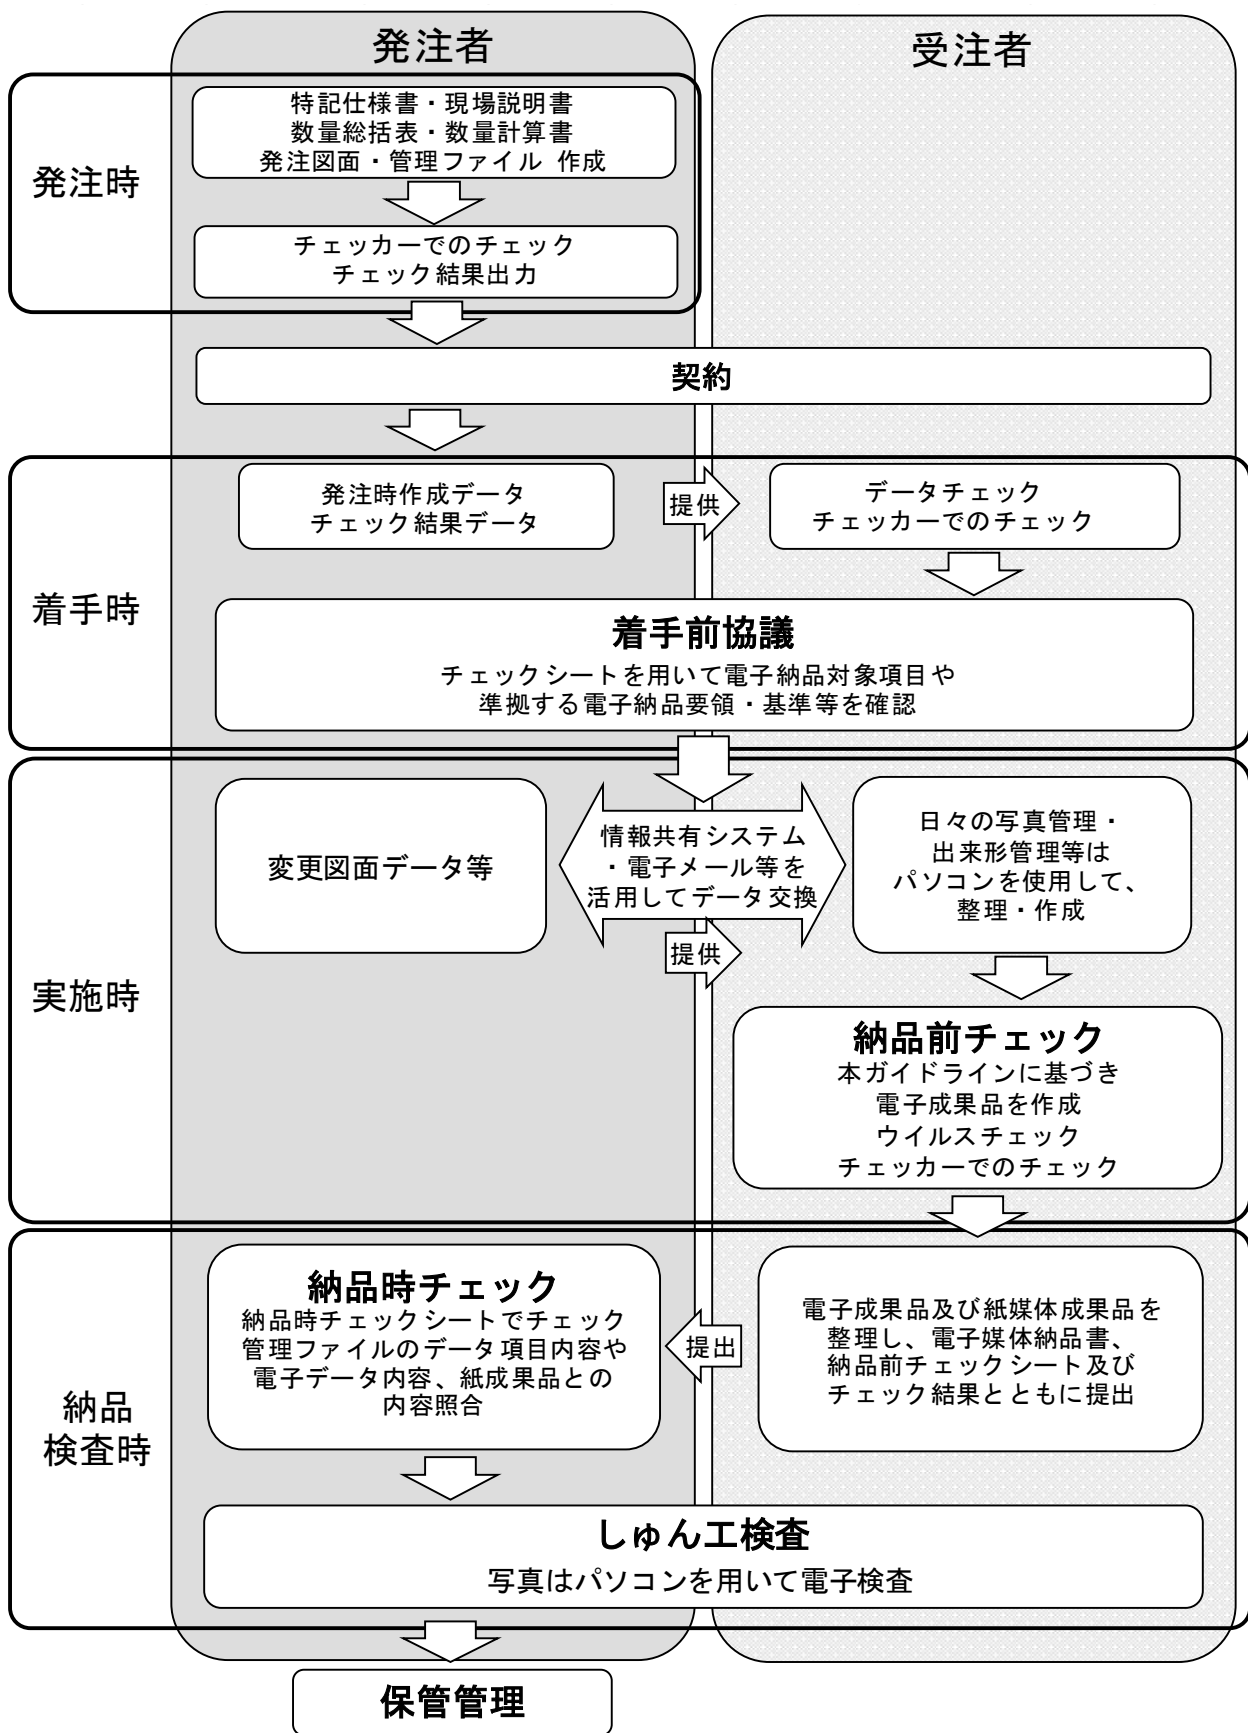 発注者
受注者
発注時
特記仕様書・現場説明書
数量総括表・数量計算書
発注図面・管理ファイル 作成
チェッカーでのチェック
チェック結果出力
契約
着手時
発注時作成データ
チェック結果データ
提供
データチェック
チェッカーでのチェック
着手前協議
チェックシートを用いて電子納品対象項目や
準拠する電子納品要領・基準等を確認
実施時
変更図面データ等
情報共有システム
・電子メール等を
活用してデータ交換
提供
日々の写真管理・
出来形管理等は
パソコンを使用して、
整理・作成
納品前チェック
本ガイドラインに基づき
電子成果品を作成
ウイルスチェック
チェッカーでのチェック
納品
検査時
納品時チェック
納品時チェックシートでチェック
管理ファイルのデータ項目内容や
電子データ内容、紙成果品との
内容照合
提出
電子成果品及び紙媒体成果品を
整理し、電子媒体納品書、
納品前チェックシート及び
チェック結果とともに提出
しゅん工検査
写真はパソコンを用いて電子検査
保管管理